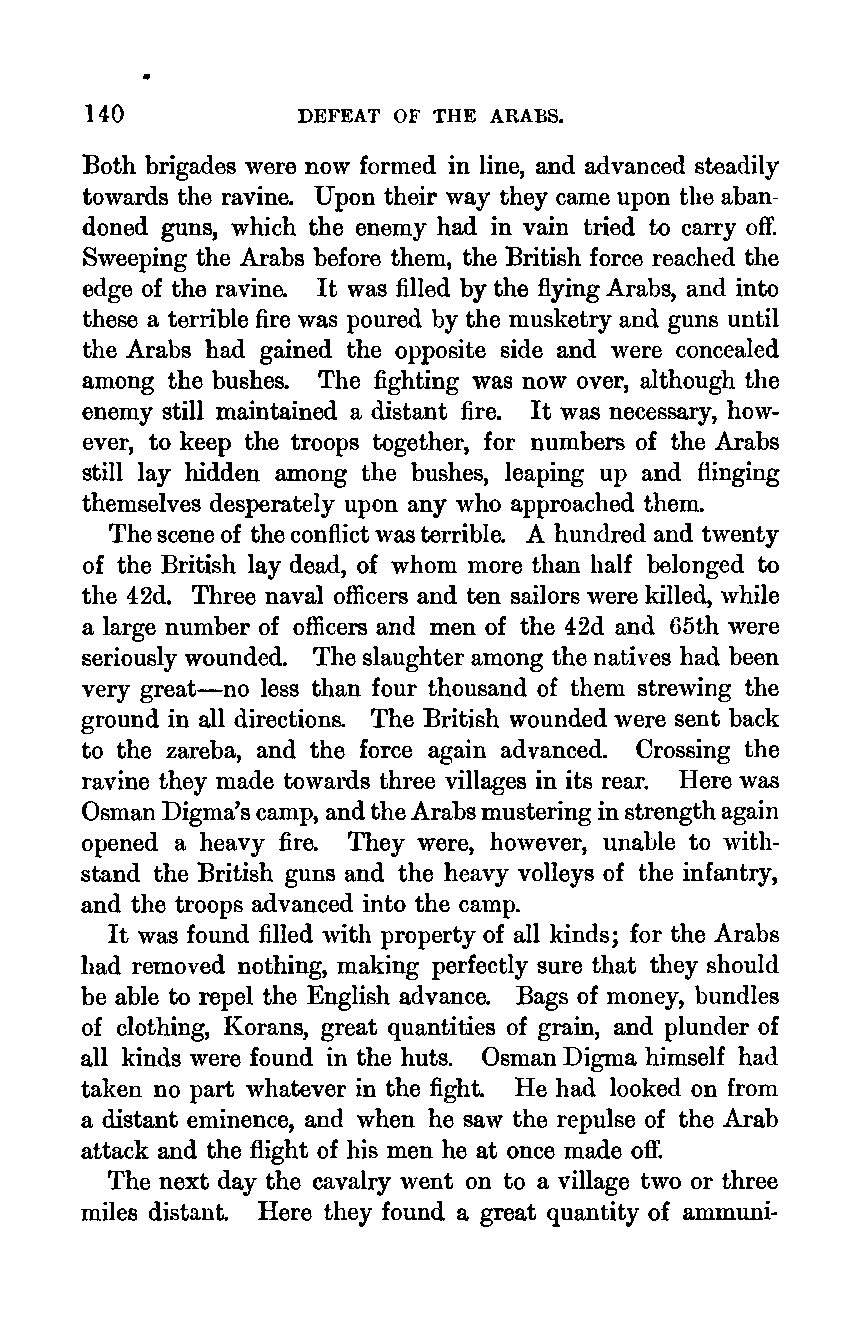 140 DEFEAT OF THE ARABS.
Both brigades were now formed in line, and advanced steadily
towards the ravine. Upon their way they came upon the aban-
doned guns, which the enemy had in vain tried to carry off.
Sweeping the Arabs before them, the British force reached the
edge of the ravine. It was filled by the flying Arabs, and into
these a terrible fire was poured by the musketry and guns until
the Arabs had gained the opposite side and were concealed
among the bushes. The fighting was now over, although the
enemy still maintained a distant fire. It was necessary, how-
ever, to keep the troops together, for numbers of the Arabs
still lay hidden among the bushes, leaping up and flinging
themselves desperately upon any who approached them.
The scene of the conflict was terrible. A hundred and twenty
of the British lay dead, of whom more than half belonged to
the 42d. Three naval officers and ten sailors were killed, while
a large number of officers and men of the 42d and 65th were
seriously wounded. The slaughter among the natives had been
very great—no less than four thousand of them strewing the
ground in all directions. The British wounded were sent back
to the zareba, and the force again advanced. Crossing the
ravine they made towards three villages in its rear. Here was
Osman Digma's camp, and the Arabs mustering in strength again
opened a heavy fire. They were, however, unable to with-
stand the British guns and the heavy volleys of the infantry,
and the troops advanced into the camp.
It was found filled with property of all kinds; for the Arabs
had removed nothing, making perfectly sure that they should
be able to repel the English advance. Bags of money, bundles
of clothing, Korans, great quantities of grain, and plunder of
all kinds were found in the huts. Osman Digma himself had
taken no part whatever in the fight. He had looked on from
a distant eminence, and when he saw the repulse of the Arab
attack and the flight of his men he at once made off.
The next day the cavalry went on to a village two or three
miles distant. Here they found a great quantity of ammuni-